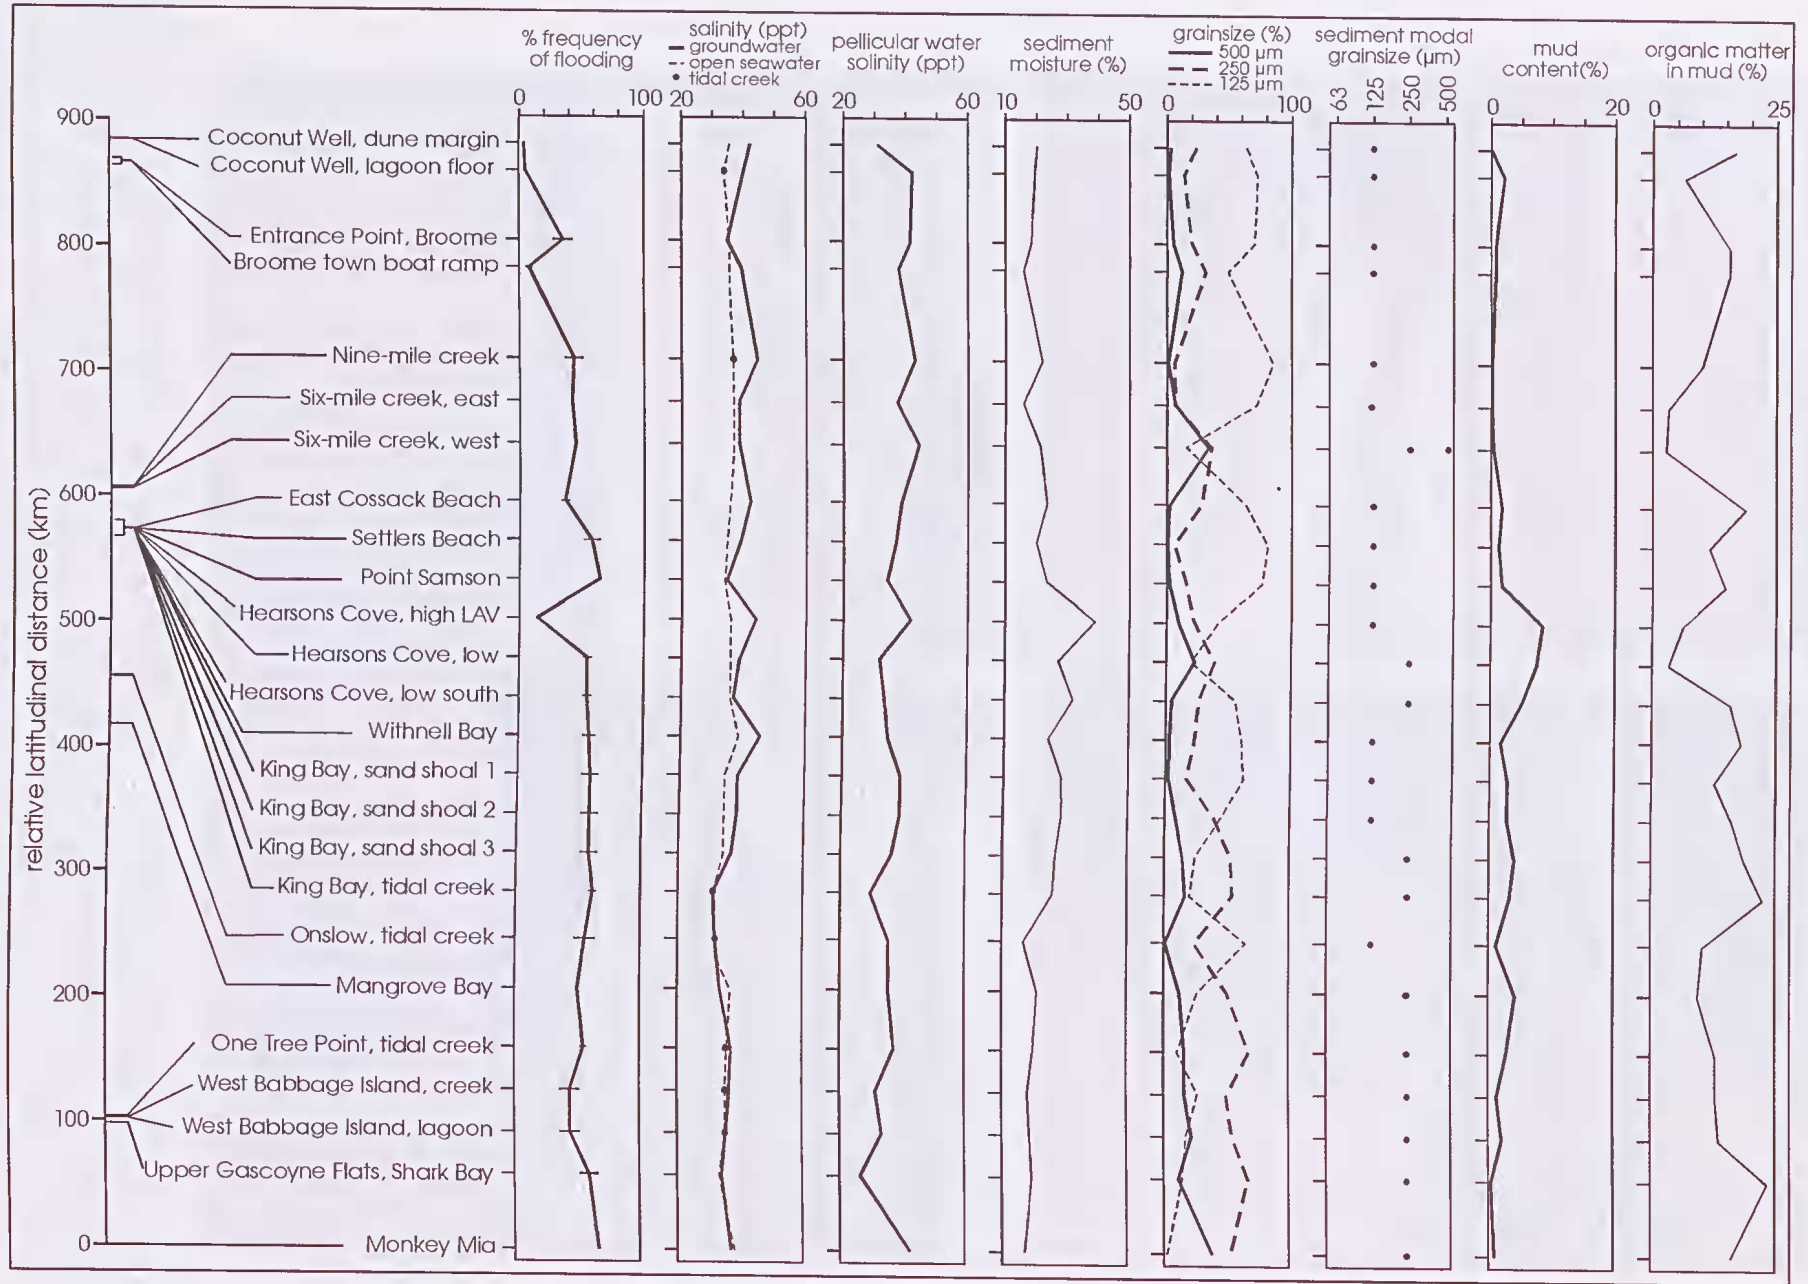 % frequency
of flooding
0 100
salinity (ppt)
groundwater
open seawater
tidal creek
20 60
pellicular water
solinity (ppt)
20 60
sediment
moisture (%)
10 50
grainsize (%)
500 µm
250 µm
125 µm
0 100
sediment modal
grainsize (µm)
63 125 250 500
mud
content(%)
0 20
organic matter
in mud (%)
0 25
relative latitudinal distance (km)
900
800
700
600
500
400
300
200
100
0
Coconut Well, dune margin
Coconut Well, lagoon floor
Entrance Point, Broome
Broome town boat ramp
Nine-mile creek
Six-mile creek, east
Six-mile creek, west
East Cossack Beach
Settlers Beach
Point Samson
Hearsons Cove, high LAV
Hearsons Cove, low
Hearsons Cove, low south
Withnell Bay
King Bay, sand shoal 1
King Bay, sand shoal 2
King Bay, sand shoal 3
King Bay, tidal creek
Onslow, tidal creek
Mangrove Bay
One Tree Point, tidal creek
West Babbage Island, creek
West Babbage Island, lagoon
Upper Gascoyne Flats, Shark Bay
Monkey Mia